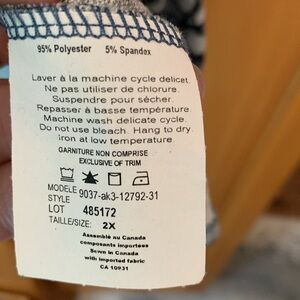 95% Polyester 5% Spandex
Laver à la machine cycle delicet.
Ne pas utiliser de chlorure.
Suspendre pour sécher.
Repasser à basse température.
Machine wash delicate cycle.
Do not use bleach. Hang to dry.
Iron at low temperature
GARNITURE NON COMPRISE
EXCLUSIVE OF TRIM
MODELE 9037-ak3-12792-31
STYLE
LOT 485172
TAILLE/SIZE: 2X
Assemblé au Canada
composants importées
Sewn in Canada
with imported fabric
CA 10931